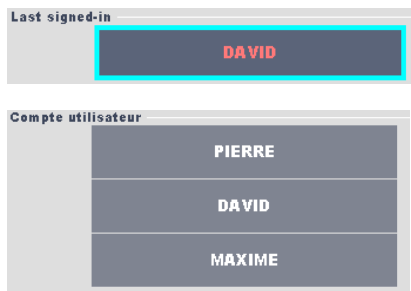 Last signed-in
DAVID
Compte utilisateur
PIERRE
DAVID
MAXIME